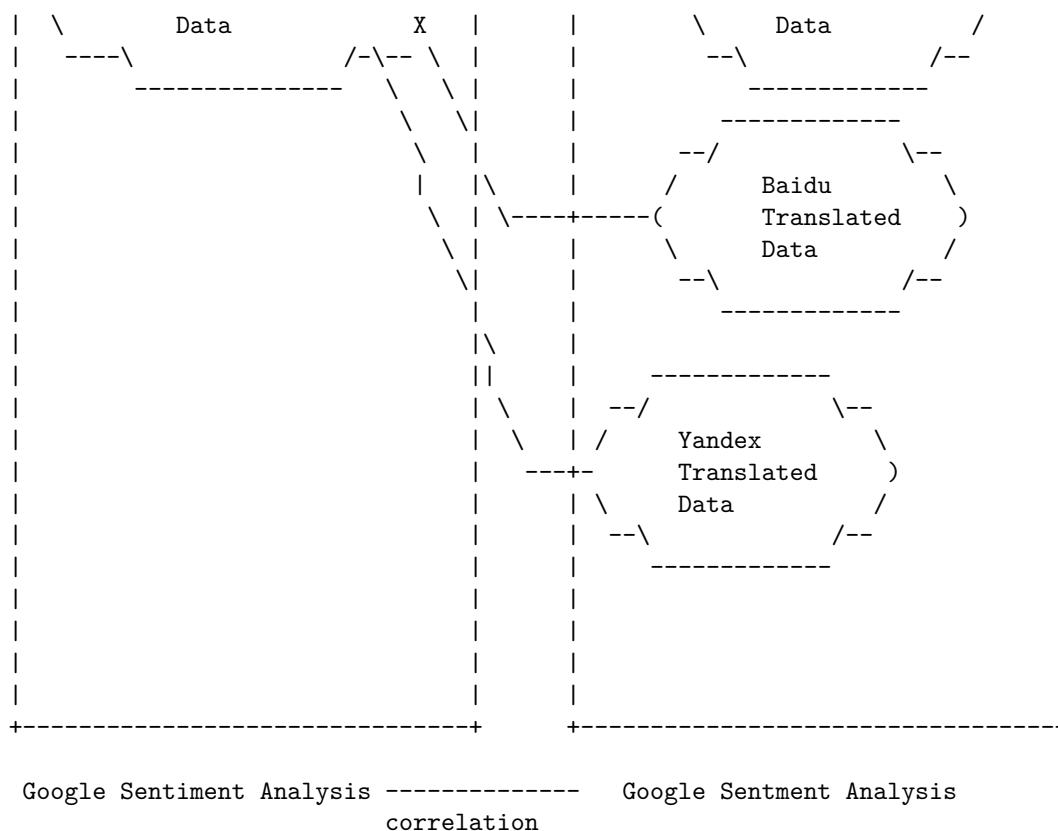 Data X Data
Baidu
Translated
Data
Yandex
Translated
Data
Google Sentiment Analysis Google Sentment Analysis
correlation